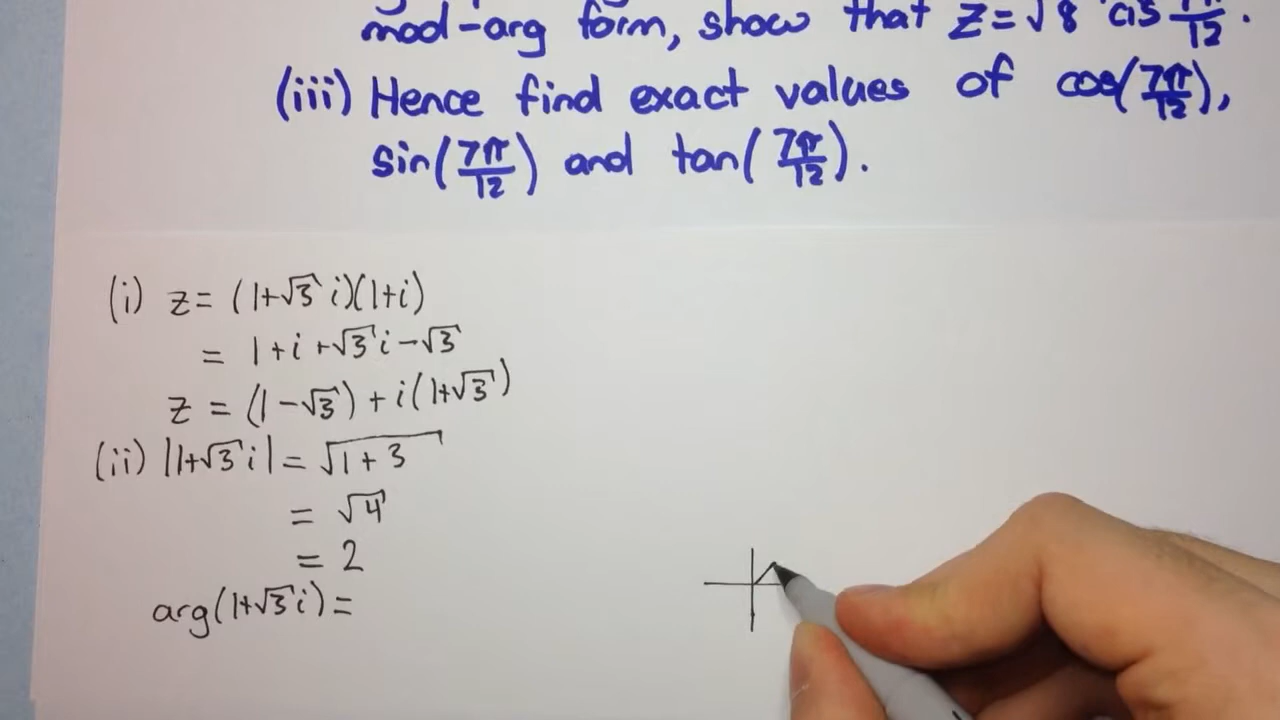 mod-arg form, show that z=√8 cis 7π/12.
(iii) Hence find exact values of cos(7π/12),
sin(7π/12) and tan(7π/12).
(i) z= (1+√3 i)(1+i)
= 1+i+√3 i-√3
z = (1-√3)+i(1+√3)
(ii) |1+√3 i| = √1+3
= √4
= 2
arg(1+√3 i)=